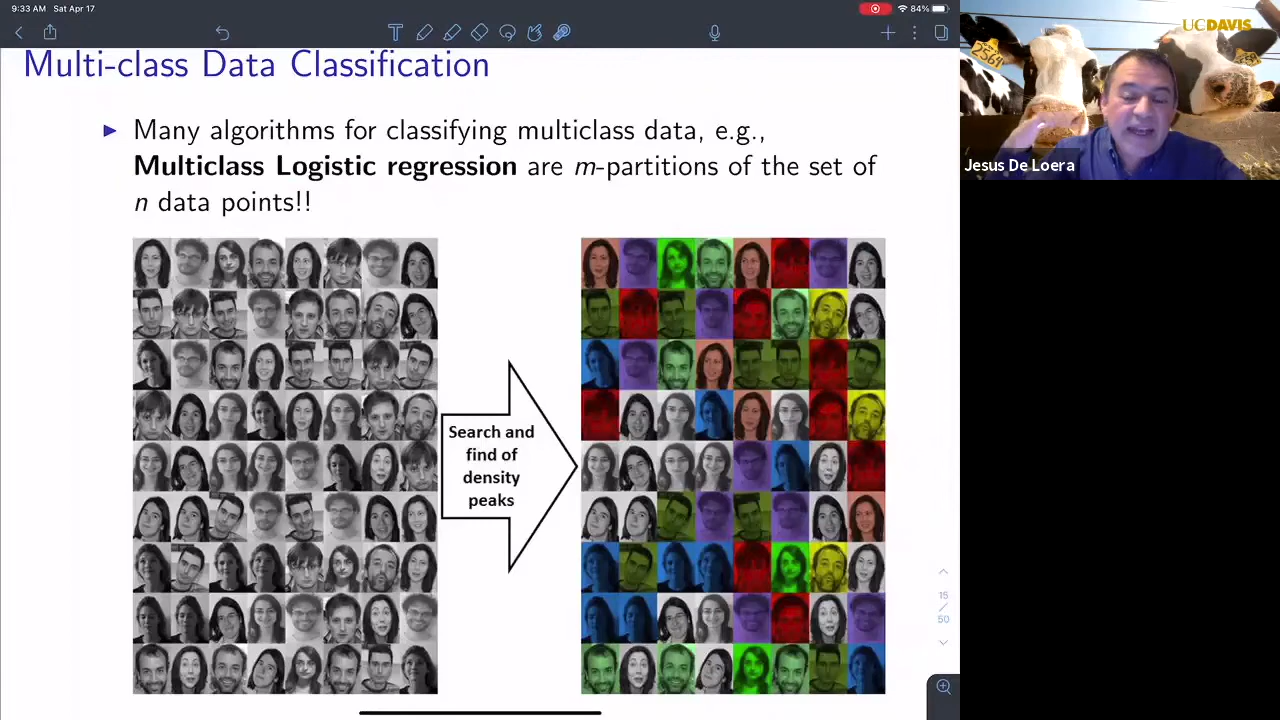 9:33 AM Sat Apr 17
84%
UCDAVIS
Multi-class Data Classification
Many algorithms for classifying multiclass data, e.g.,
Multiclass Logistic regression are m-partitions of the set of
n data points!!
Search and
find of
density
peaks
15
/
50
Jesus De Loera